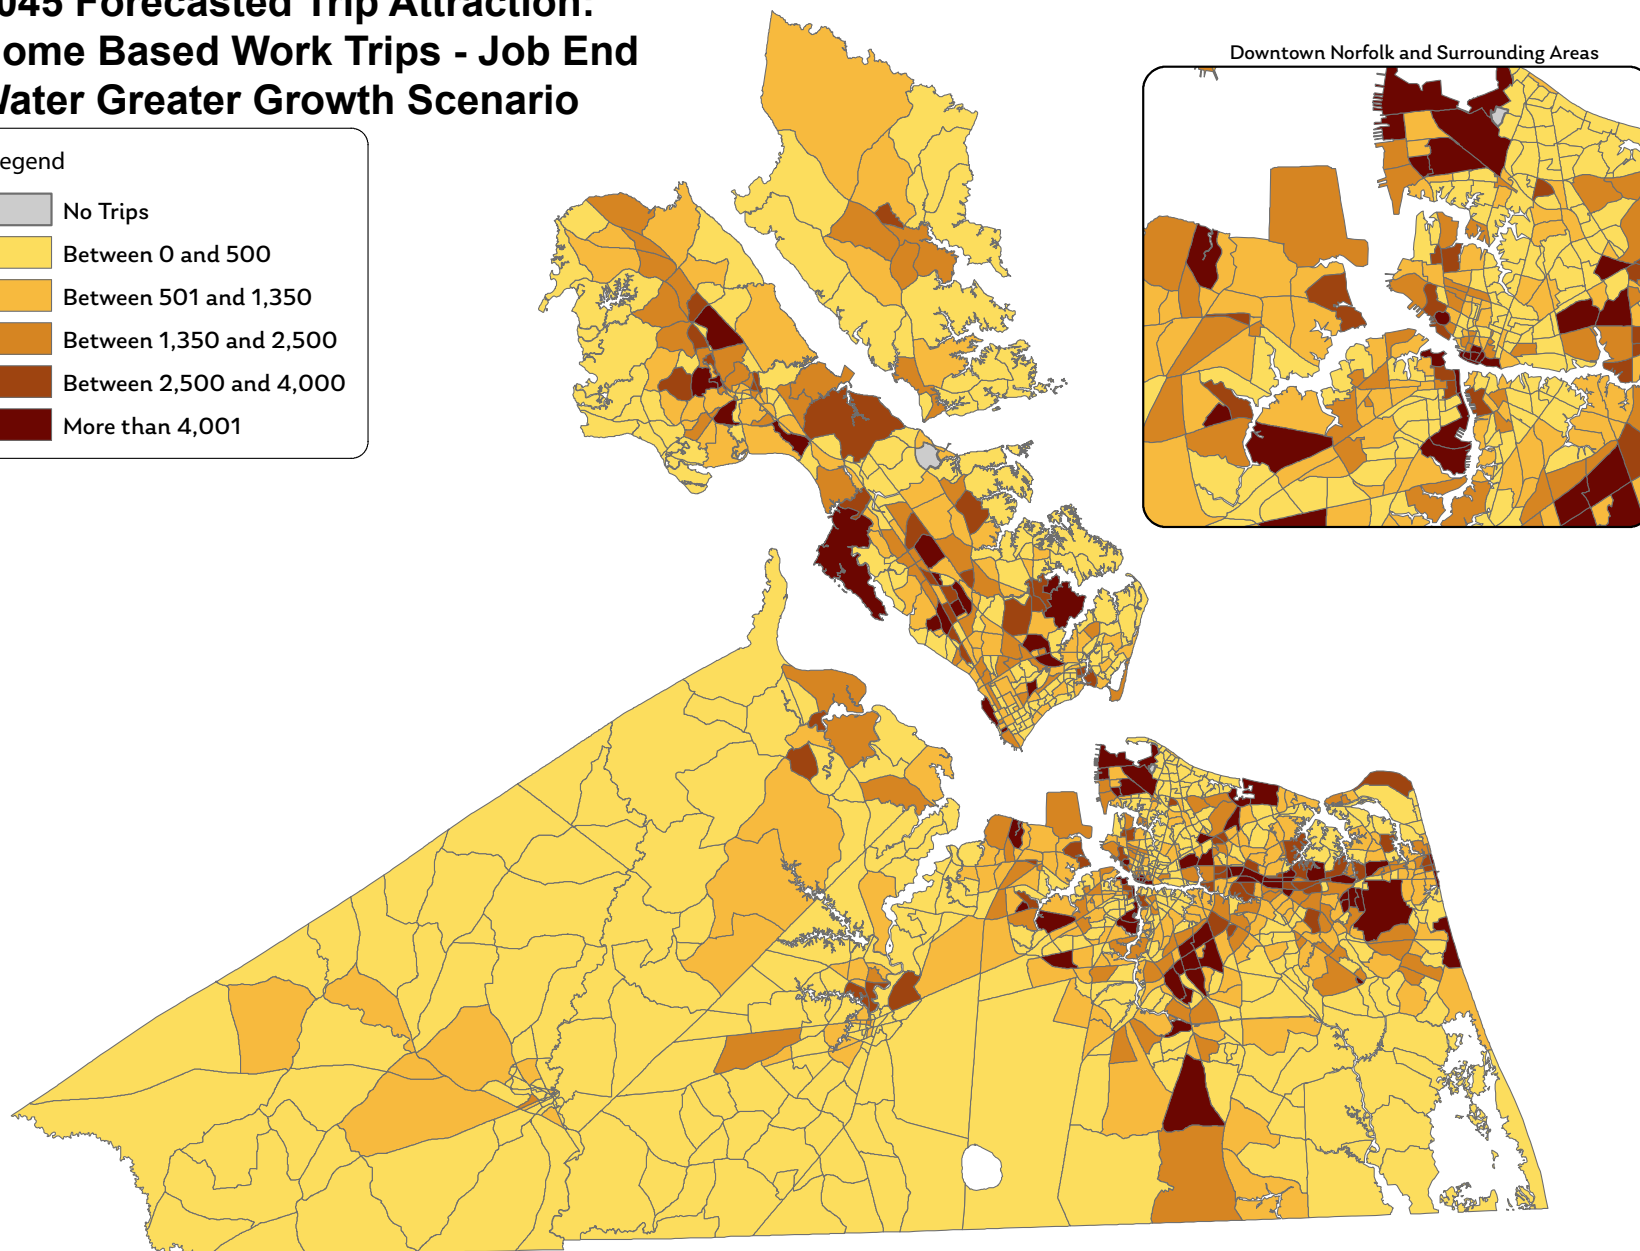 045 Forecasted Trip Attraction:
ome Based Work Trips - Job End
Water Greater Growth Scenario
egend
No Trips
Between 0 and 500
Between 501 and 1,350
Between 1,350 and 2,500
Between 2,500 and 4,000
More than 4,001
Downtown Norfolk and Surrounding Areas